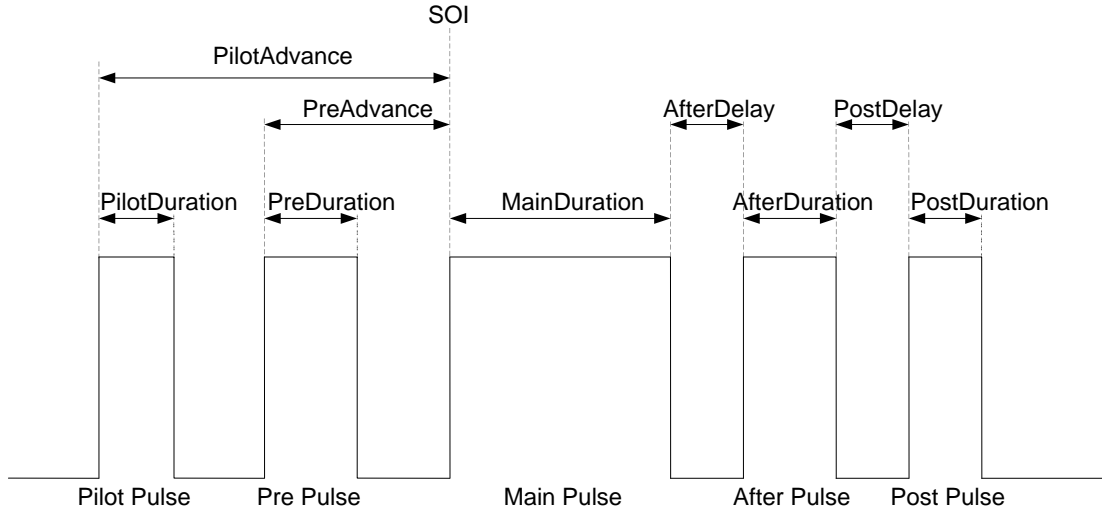 SOI
PilotAdvance
PreAdvance
AfterDelay
PostDelay
PilotDuration
PreDuration
MainDuration
AfterDuration
PostDuration
Pilot Pulse
Pre Pulse
Main Pulse
After Pulse
Post Pulse